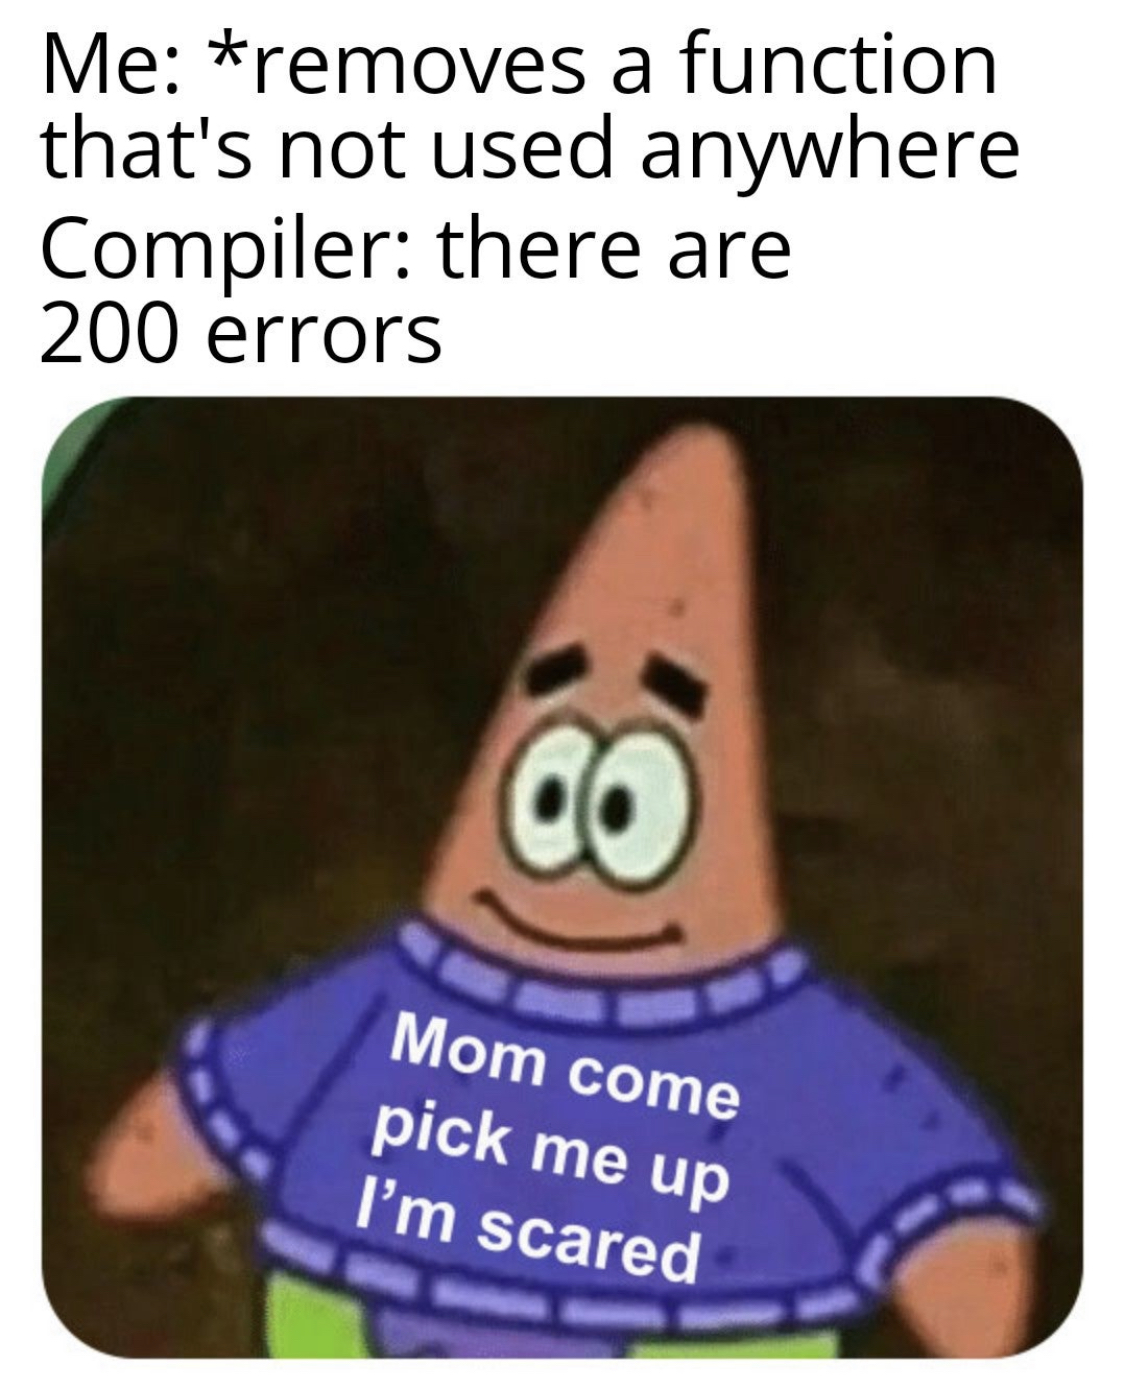 Me: *removes a function
that's not used anywhere
Compiler: there are
200 errors
Mom come
pick me up
I’m scared